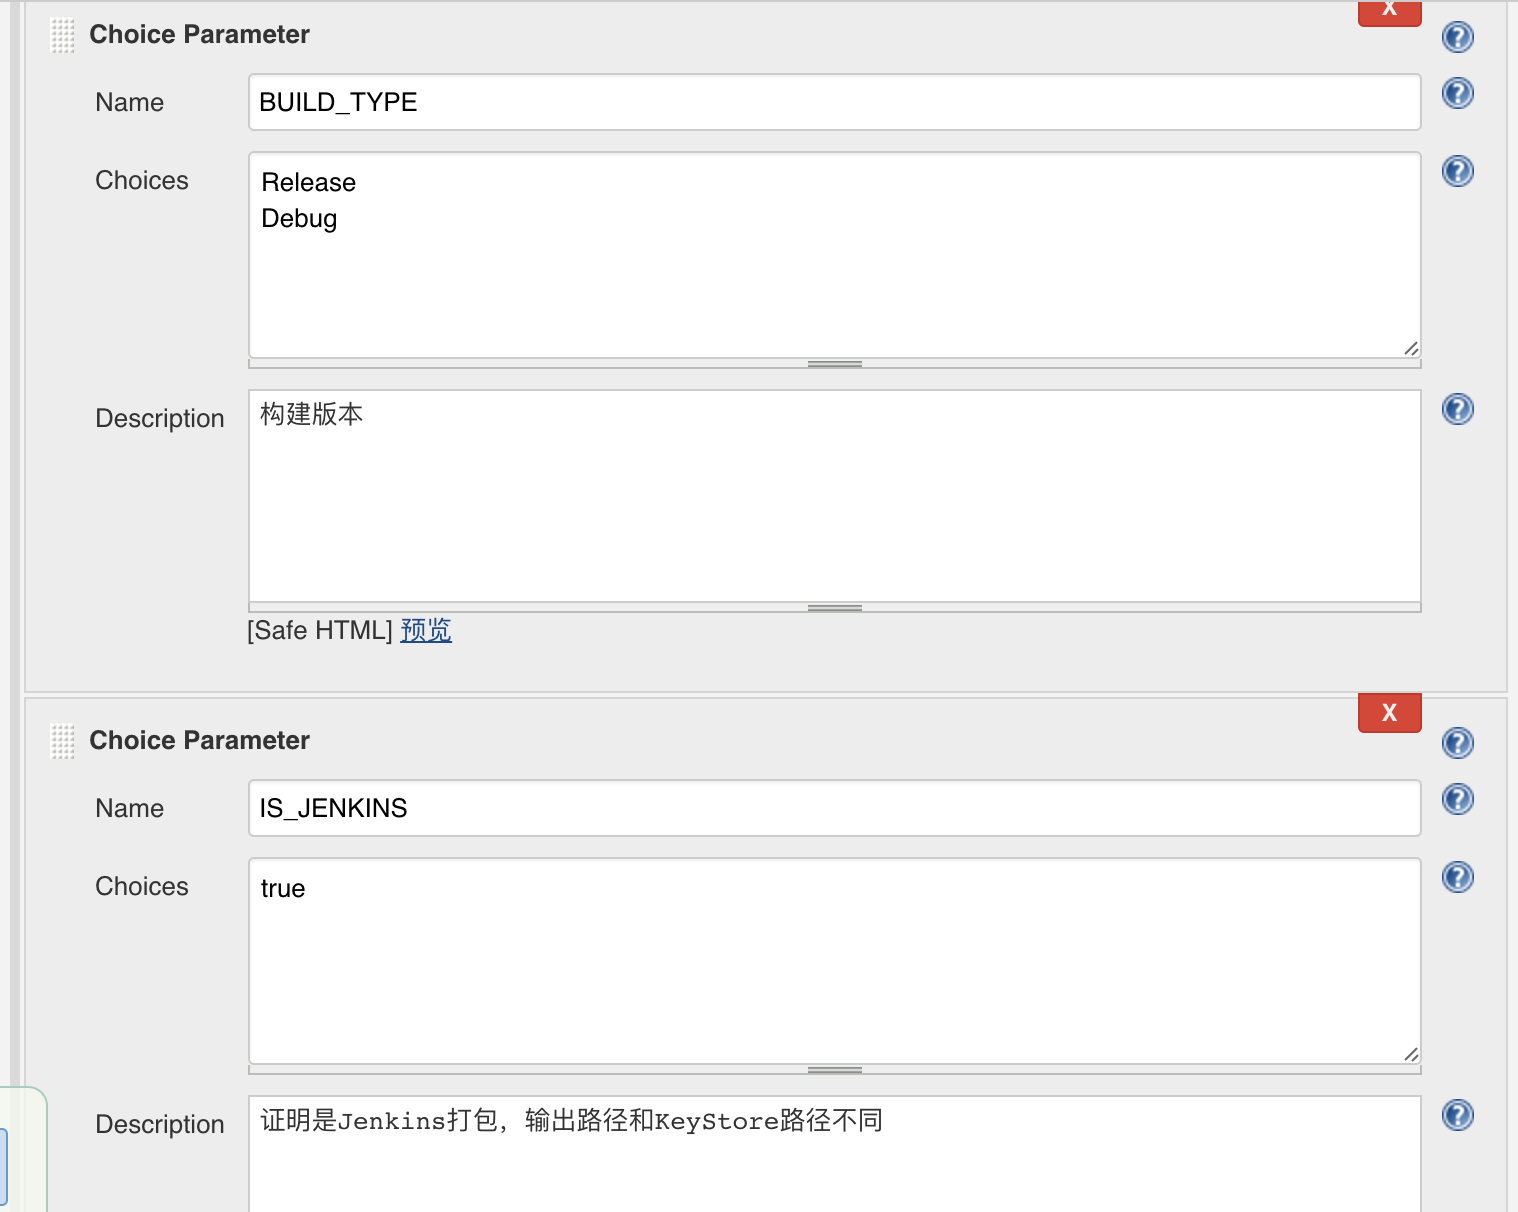 X
Choice Parameter
Name
BUILD_TYPE
Choices
Release
Debug
Description
构建版本
[Safe HTML] 预览
X
Choice Parameter
Name
IS_JENKINS
Choices
true
Description
证明是Jenkins打包，输出路径和KeyStore路径不同